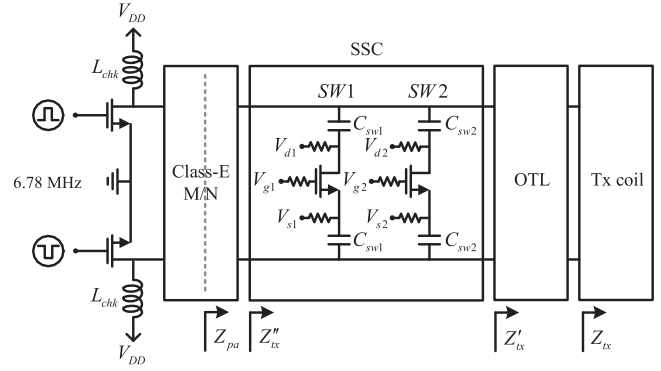 V_DD
SSC
L_chk
SW1
SW2
C_sw1
C_sw2
V_d1
V_d2
Class-E
M/N
6.78 MHz
V_g1
V_g2
OTL
Tx coil
V_s1
V_s2
C_sw1
C_sw2
L_chk
V_DD
Z_pa
Z''_tx
Z'_tx
Z_tx